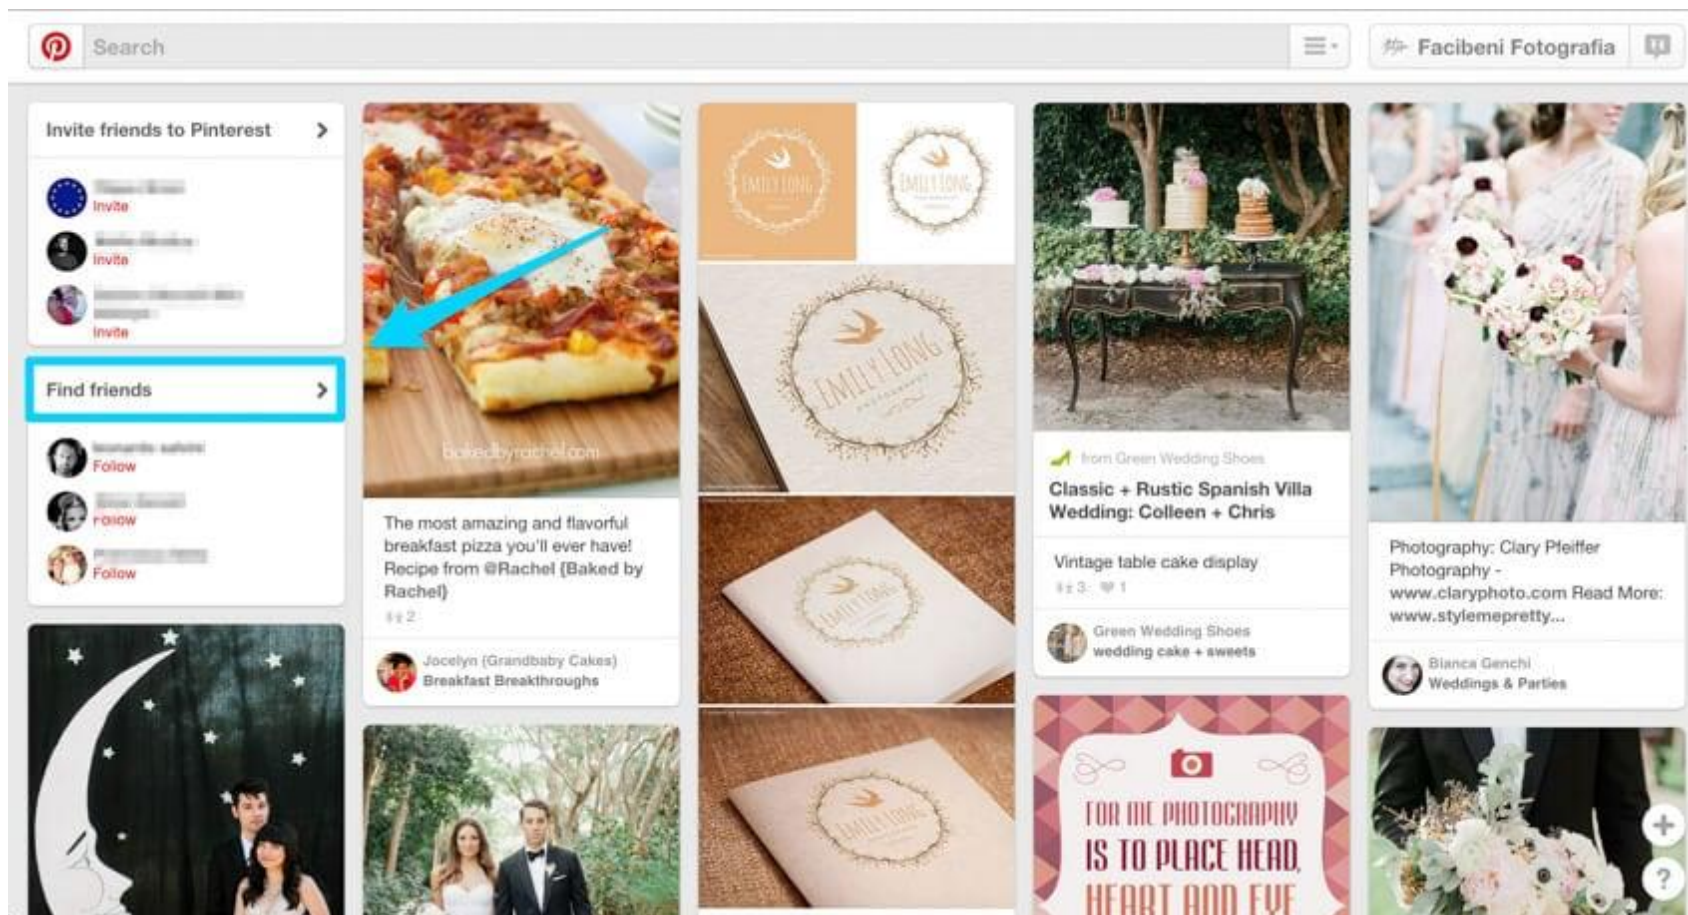 Search
Facibeni Fotografia
Invite friends to Pinterest
Invite
Invite
Invite
Find friends
Follow
Follow
Follow
bakedbyrachel.com
The most amazing and flavorful
breakfast pizza you'll ever have!
Recipe from @Rachel {Baked by
Rachel}
2
Jocelyn {Grandbaby Cakes}
Breakfast Breakthroughs
EMILY LONG
EMILY LONG
EMILY LONG
PHOTOGRAPHY
EMILY LONG
EMILY LONG
from Green Wedding Shoes
Classic + Rustic Spanish Villa
Wedding: Colleen + Chris
Vintage table cake display
3 1
Green Wedding Shoes
wedding cake + sweets
FOR ME PHOTOGRAPHY
IS TO PLACE HEAD,
HEART AND EYE
Photography: Clary Pfeiffer
Photography -
www.claryphoto.com Read More:
www.stylemepretty...
Bianca Genchi
Weddings & Parties
+
?